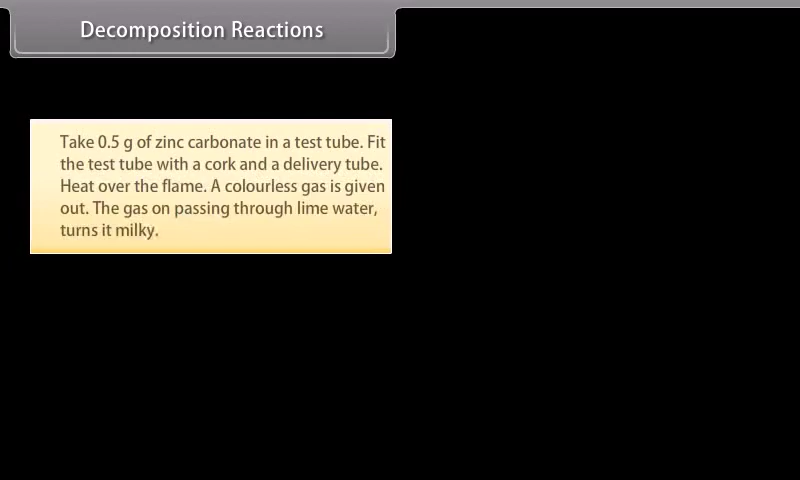 Decomposition Reactions
Take 0.5 g of zinc carbonate in a test tube. Fit
the test tube with a cork and a delivery tube.
Heat over the flame. A colourless gas is given
out. The gas on passing through lime water,
turns it milky.